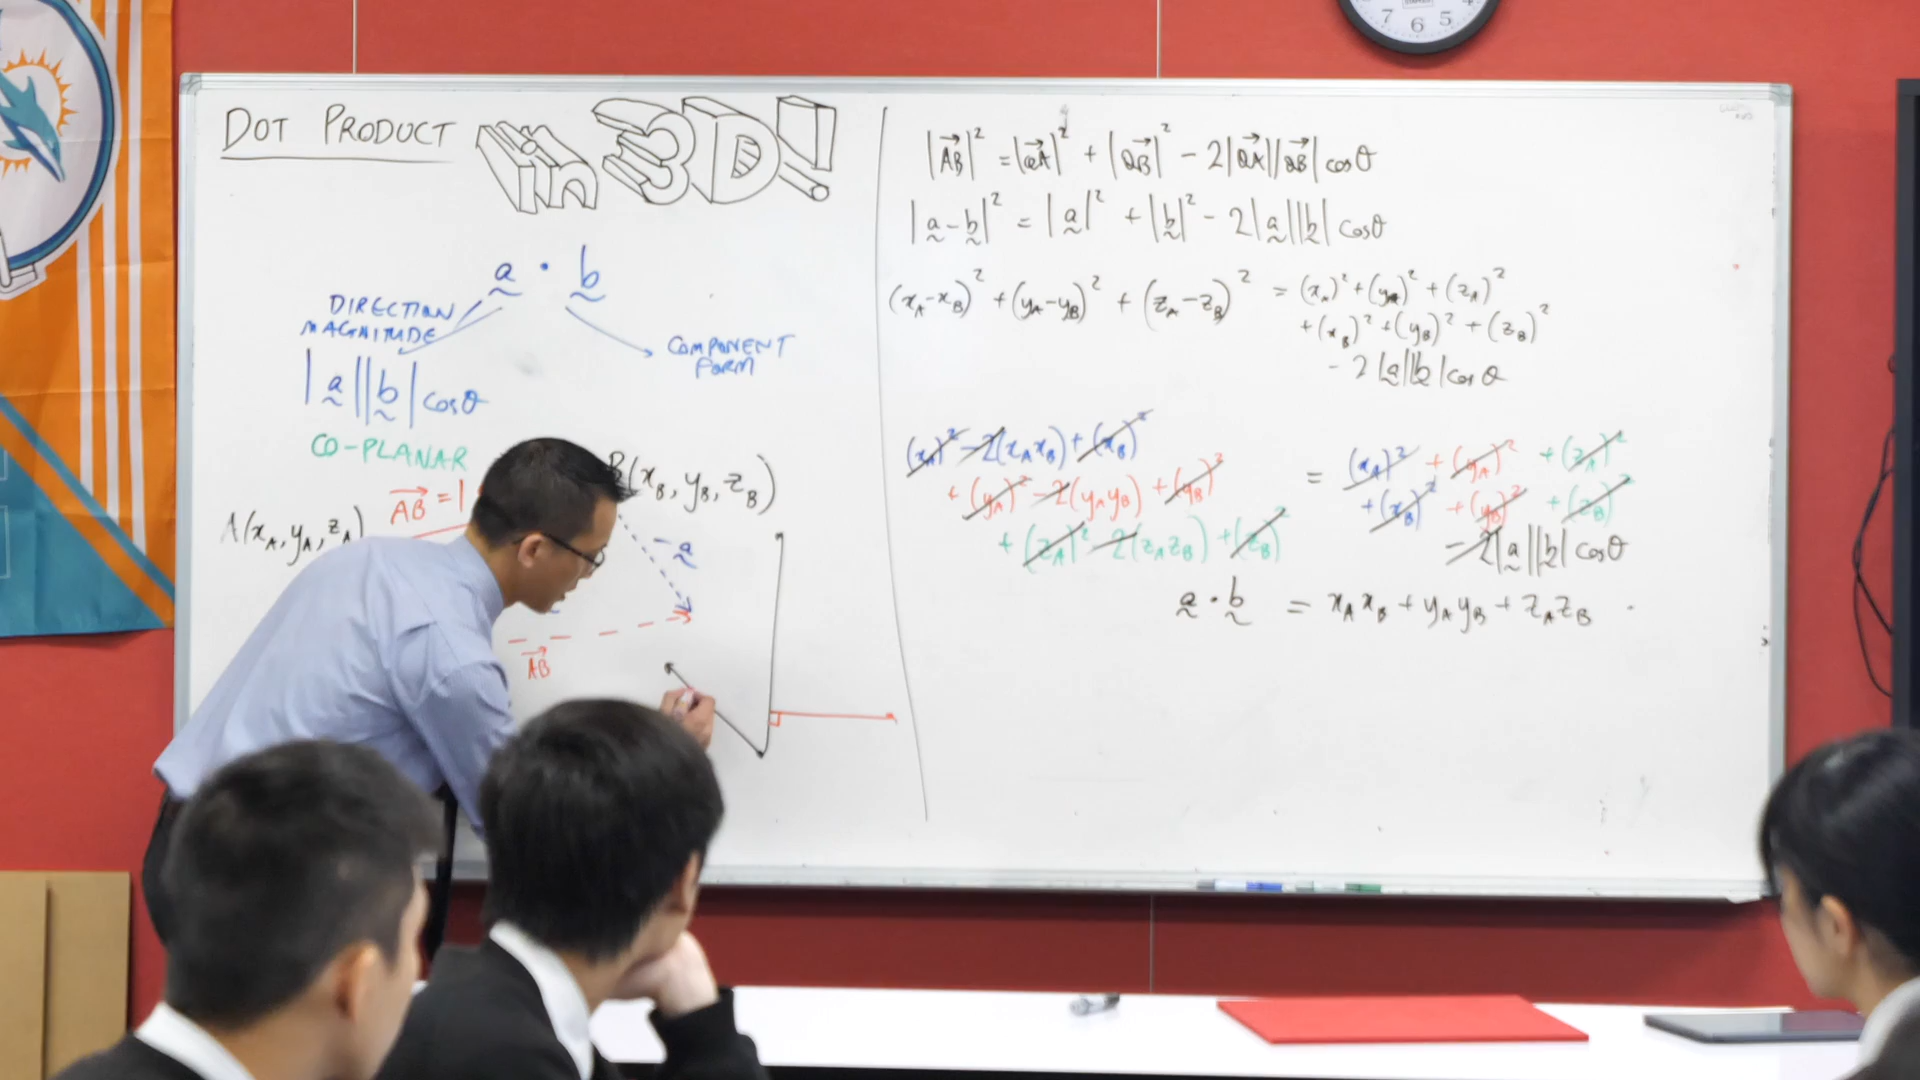 DOT PRODUCT in 3D!
a̰ · b̰
DIRECTION
MAGNITUDE
COMPONENT
FORM
|a̰||b̰| cosθ
CO-PLANAR
AB⃗ = |
B(x_B, y_B, z_B)
A(x_A, y_A, z_A)
-a̰
AB⃗
|AB⃗|² = |OA⃗|² + |OB⃗|² - 2|OA⃗||OB⃗| cosθ
|a̰ - b̰|² = |a̰|² + |b̰|² - 2|a̰||b̰| cosθ
(x_A - x_B)² + (y_A - y_B)² + (z_A - z_B)² = (x_A)² + (y_A)² + (z_A)²
+ (x_B)² + (y_B)² + (z_B)²
- 2|a̰||b̰| cosθ
(x_A)² - 2(x_A x_B) + (x_B)² = (x_A)² + (y_A)² + (z_A)²
+ (y_A)² - 2(y_A y_B) + (y_B)² + (x_B)² + (y_B)² + (z_B)²
+ (z_A)² - 2(z_A z_B) + (z_B)² - 2|a̰||b̰| cosθ
a̰ · b̰ = x_A x_B + y_A y_B + z_A z_B
7 6 5